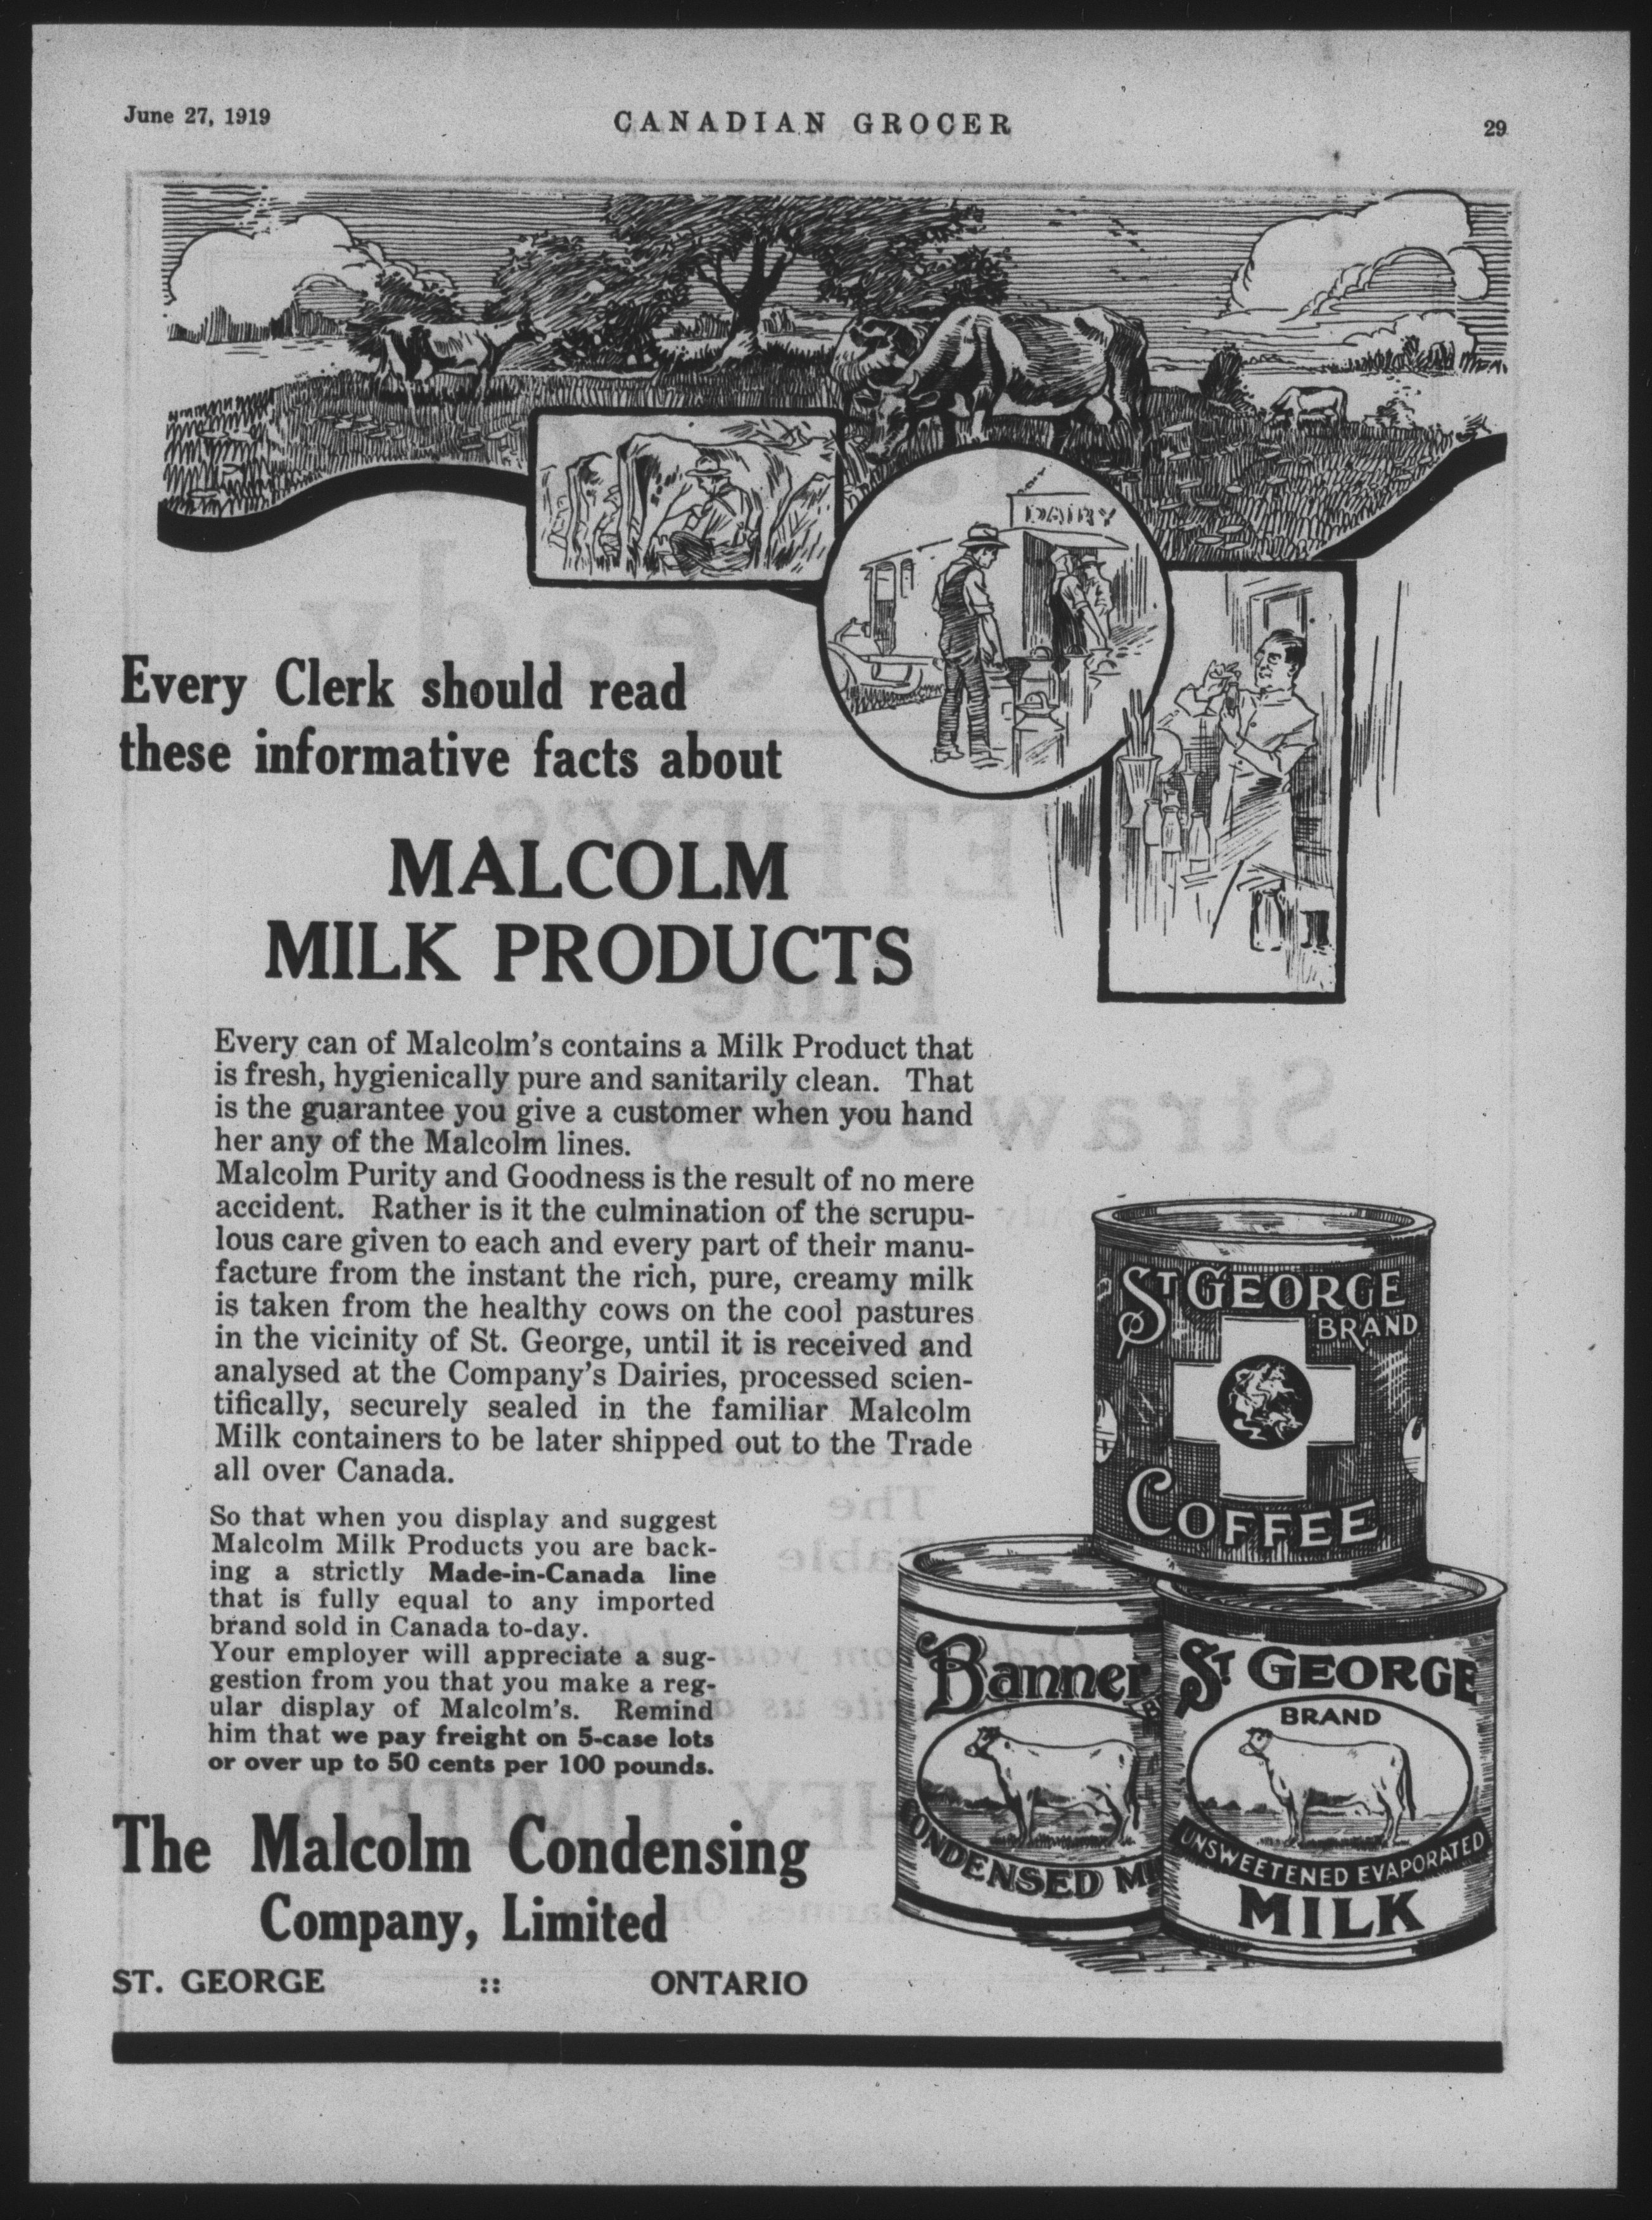 June 27, 1919
CANADIAN GROCER
29
DAIRY
Every Clerk should read
these informative facts about
MALCOLM
MILK PRODUCTS
Every can of Malcolm's contains a Milk Product that
is fresh, hygienically pure and sanitarily clean. That
is the guarantee you give a customer when you hand
her any of the Malcolm lines.
Malcolm Purity and Goodness is the result of no mere
accident. Rather is it the culmination of the scrupu-
lous care given to each and every part of their manu-
facture from the instant the rich, pure, creamy milk
is taken from the healthy cows on the cool pastures
in the vicinity of St. George, until it is received and
analysed at the Company's Dairies, processed scien-
tifically, securely sealed in the familiar Malcolm
Milk containers to be later shipped out to the Trade
all over Canada.
So that when you display and suggest
Malcolm Milk Products you are back-
ing a strictly Made-in-Canada line
that is fully equal to any imported
brand sold in Canada to-day.
Your employer will appreciate a sug-
gestion from you that you make a reg-
ular display of Malcolm's. Remind
him that we pay freight on 5-case lots
or over up to 50 cents per 100 pounds.
The Malcolm Condensing
Company, Limited
ST. GEORGE :: ONTARIO
ST GEORGE
BRAND
COFFEE
Banner
CONDENSED MI
ST GEORGE
BRAND
UNSWEETENED EVAPORATED
MILK